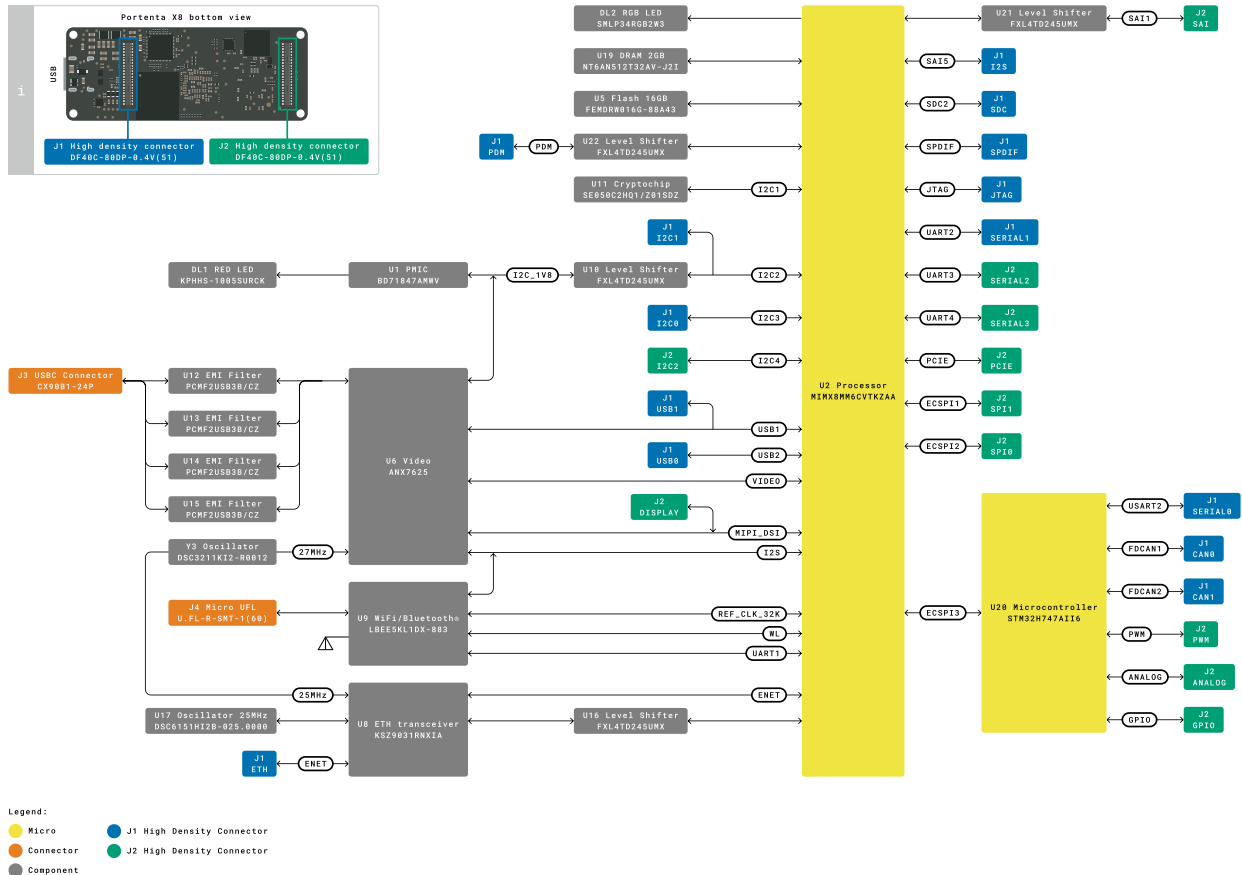 Portenta X8 bottom view
i
USB
J1 High density connector
DF40C-80DP-0.4V(51)
J2 High density connector
DF40C-80DP-0.4V(51)
DL2 RGB LED
SMLP34RGB2W3
U21 Level Shifter
FXL4TD245UMX
SAI1
J2
SAI
U19 DRAM 2GB
NT6AN512T32AV-J2I
SAI5
J1
I2S
U5 Flash 16GB
FEMDRW016G-88A43
SDC2
J1
SDC
J1
PDM
PDM
U22 Level Shifter
FXL4TD245UMX
SPDIF
J1
SPDIF
U11 Cryptochip
SE050C2HQ1/Z01SDZ
I2C1
JTAG
J1
JTAG
J1
I2C1
UART2
J1
SERIAL1
DL1 RED LED
KPHHS-1005SURCK
U1 PMIC
BD71847AMWV
I2C_1V8
U10 Level Shifter
FXL4TD245UMX
I2C2
UART3
J2
SERIAL2
J1
I2C0
I2C3
UART4
J2
SERIAL3
J2
I2C2
I2C4
PCIE
J2
PCIE
J3 USBC Connector
CX90B1-24P
U12 EMI Filter
PCMF2USB3B/CZ
U2 Processor
MIMX8MM6CVTKZAA
J1
USB1
ECSPI1
J2
SPI1
U13 EMI Filter
PCMF2USB3B/CZ
USB1
ECSPI2
J2
SPI0
U14 EMI Filter
PCMF2USB3B/CZ
U6 Video
ANX7625
J1
USB0
USB2
VIDEO
U15 EMI Filter
PCMF2USB3B/CZ
J2
DISPLAY
USART2
J1
SERIAL0
MIPI_DSI
Y3 Oscillator
DSC3211KI2-R0012
27MHz
I2S
FDCAN1
J1
CAN0
FDCAN2
J1
CAN1
J4 Micro UFL
U.FL-R-SMT-1(60)
U9 WiFi/Bluetooth®
LBEE5KL1DX-883
REF_CLK_32K
ECSPI3
U20 Microcontroller
STM32H747AII6
WL
PWM
J2
PWM
UART1
ANALOG
J2
ANALOG
25MHz
ENET
U17 Oscillator 25MHz
DSC6151HI2B-025.0000
U8 ETH transceiver
KSZ9031RNXIA
U16 Level Shifter
FXL4TD245UMX
GPIO
J2
GPIO
J1
ETH
ENET
Legend:
Micro
J1 High Density Connector
Connector
J2 High Density Connector
Component